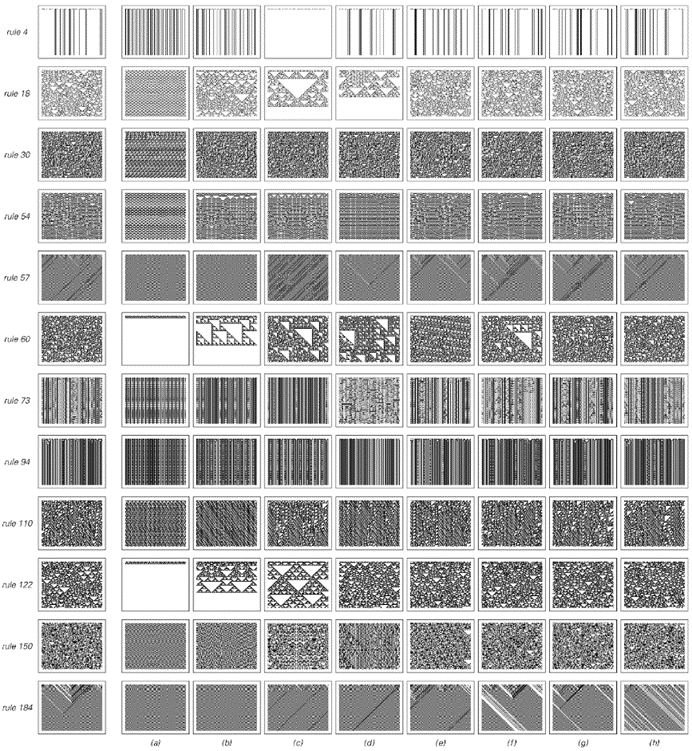 rule 4
rule 18
rule 30
rule 54
rule 57
rule 60
rule 73
rule 94
rule 110
rule 122
rule 150
rule 184
(a) (b) (c) (d) (e) (f) (g) (h)